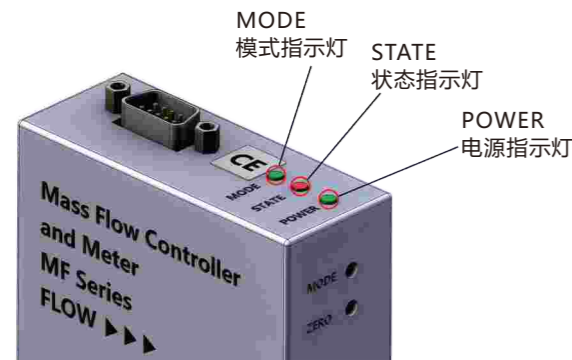 MODE
模式指示灯
STATE
状态指示灯
POWER
电源指示灯
CE
MODE
STATE
POWER
Mass Flow Controller
and Meter
MF Series
FLOW ▶ ▶ ▶
MODE
ZERO